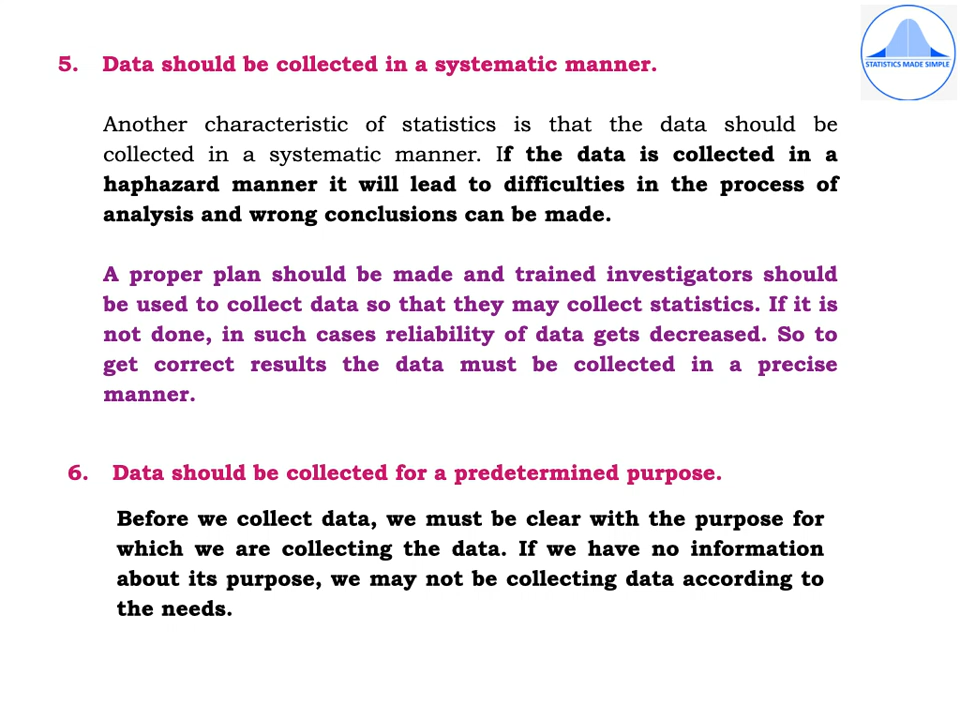 STATISTICS MADE SIMPLE
5. Data should be collected in a systematic manner.
Another characteristic of statistics is that the data should be
collected in a systematic manner. If the data is collected in a
haphazard manner it will lead to difficulties in the process of
analysis and wrong conclusions can be made.
A proper plan should be made and trained investigators should
be used to collect data so that they may collect statistics. If it is
not done, in such cases reliability of data gets decreased. So to
get correct results the data must be collected in a precise
manner.
6. Data should be collected for a predetermined purpose.
Before we collect data, we must be clear with the purpose for
which we are collecting the data. If we have no information
about its purpose, we may not be collecting data according to
the needs.